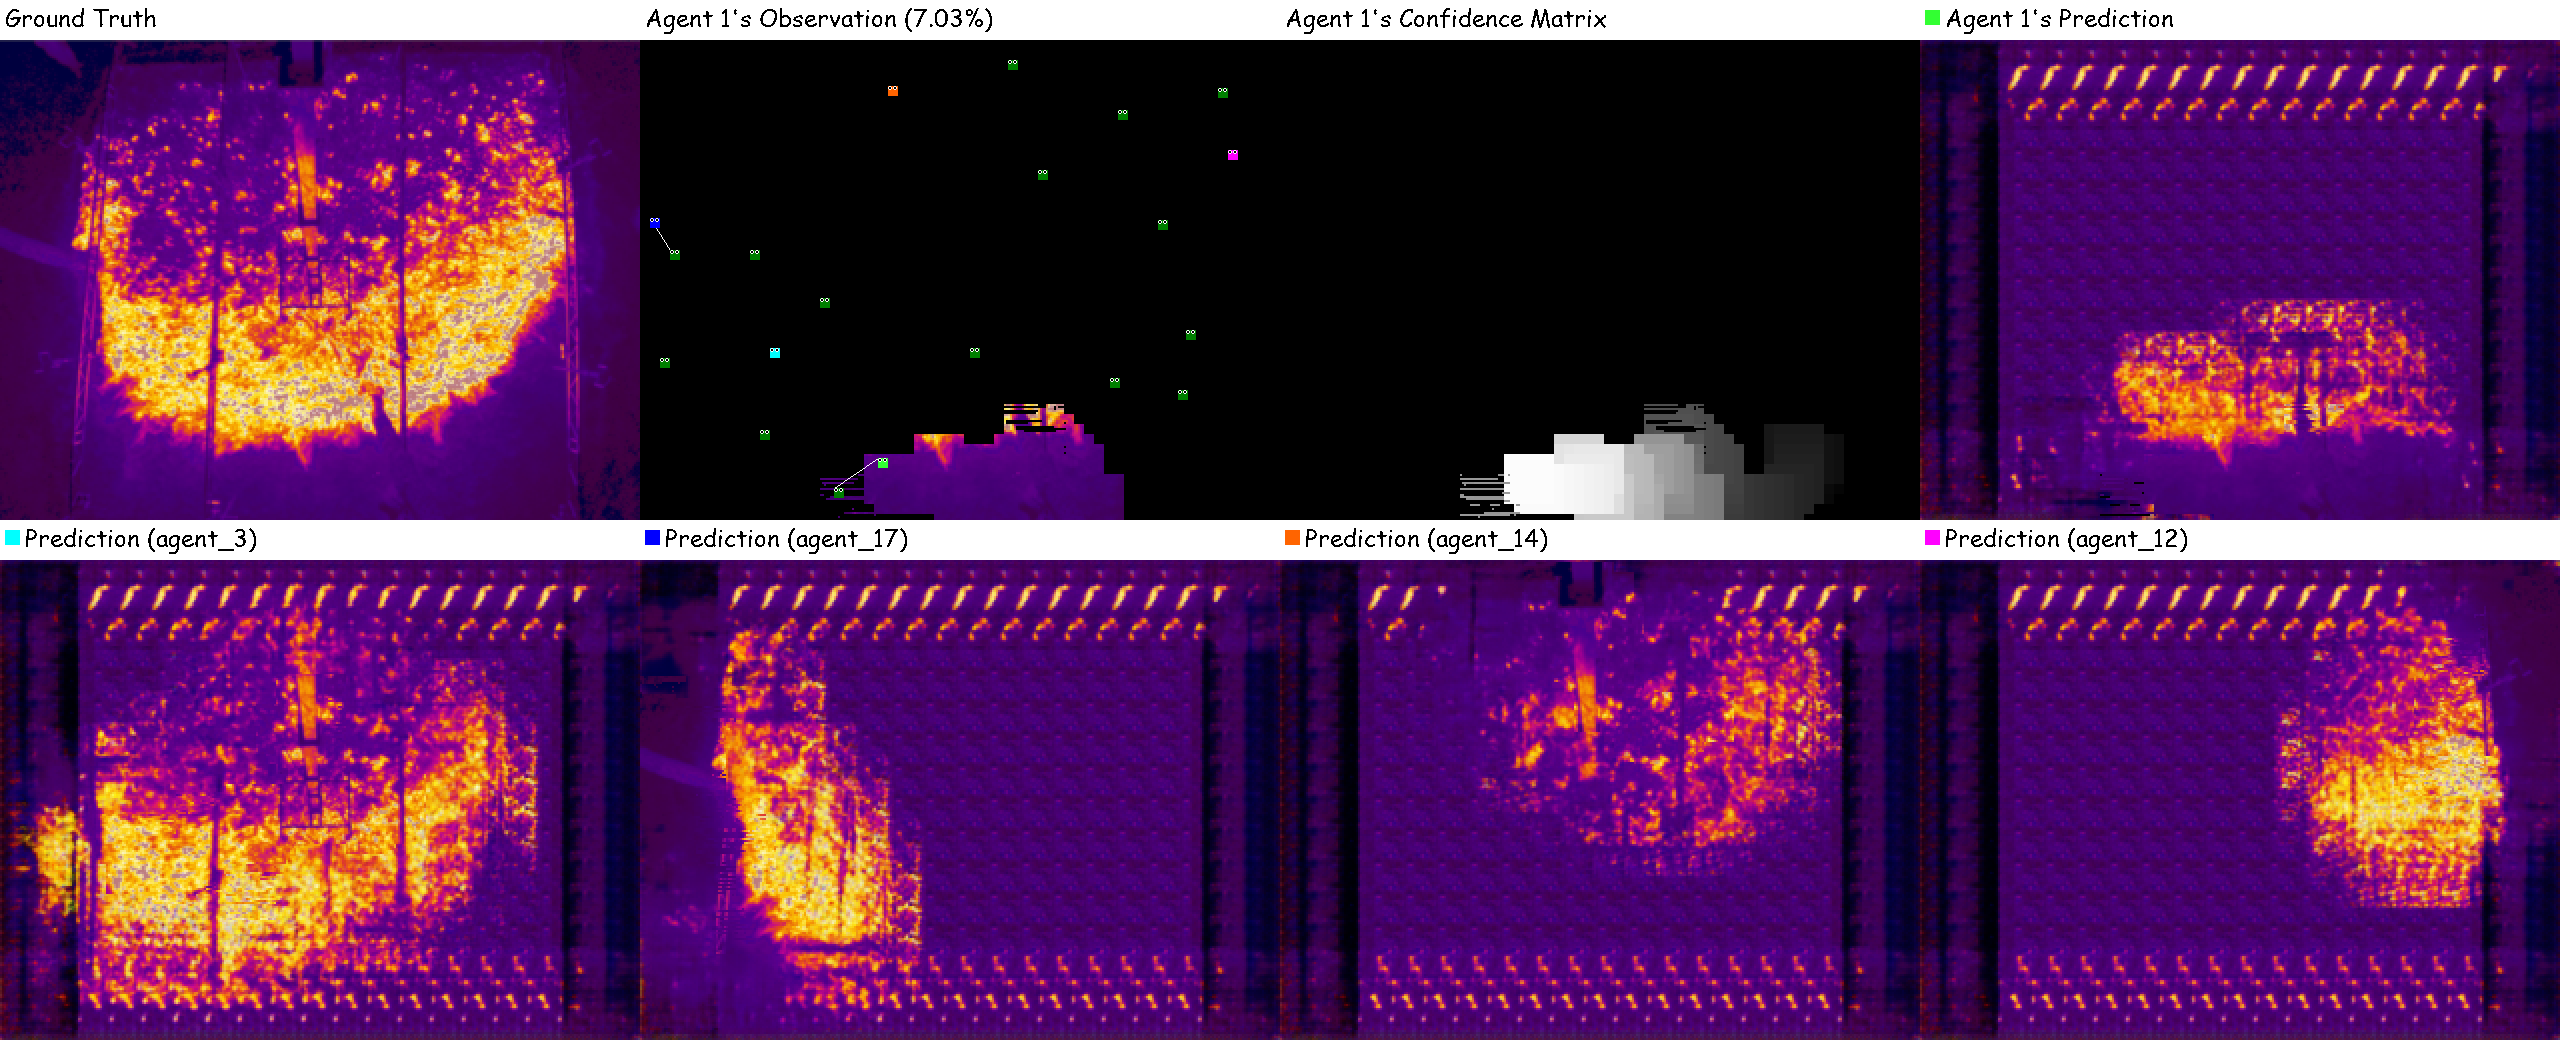 Ground Truth
Agent 1's Observation (7.03%)
Agent 1's Confidence Matrix
Agent 1's Prediction
Prediction (agent_3)
Prediction (agent_17)
Prediction (agent_14)
Prediction (agent_12)